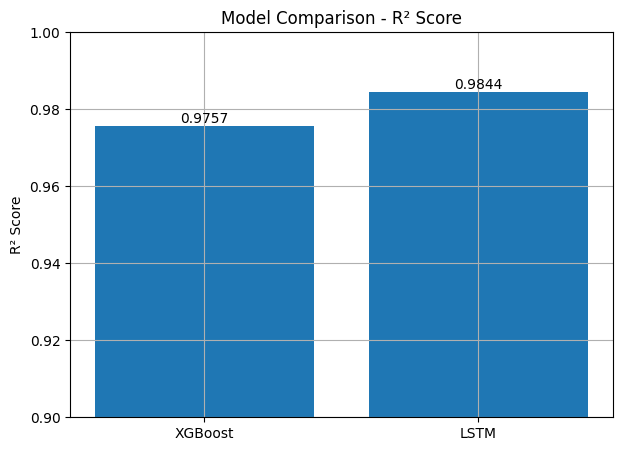 Model Comparison - R² Score
1.00
0.98
0.96
0.94
0.92
0.90
R² Score
0.9757
0.9844
XGBoost
LSTM